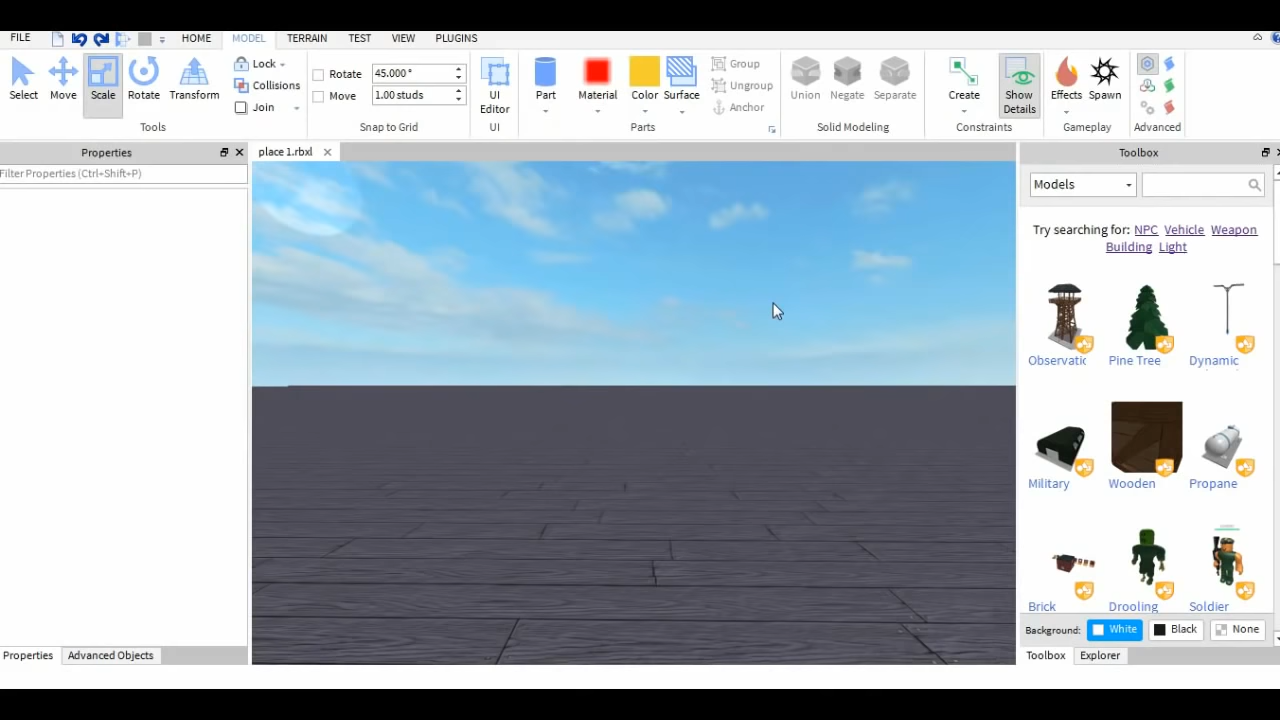 FILE HOME MODEL TERRAIN TEST VIEW PLUGINS
Select Move Scale Rotate Transform
Lock
Collisions
Join
Tools
Rotate 45.000°
Move 1.00 studs
Snap to Grid
UI
Editor
UI
Part Material Color Surface
Group
Ungroup
Anchor
Parts
Union Negate Separate
Solid Modeling
Create Show
Details
Constraints
Effects Spawn
Gameplay
Advanced
Properties
Filter Properties (Ctrl+Shift+P)
place 1.rbxl
Toolbox
Models
Try searching for: NPC Vehicle Weapon
Building Light
Observatic Pine Tree Dynamic
Military Wooden Propane
Brick Drooling Soldier
Background: White Black None
Properties Advanced Objects
Toolbox Explorer